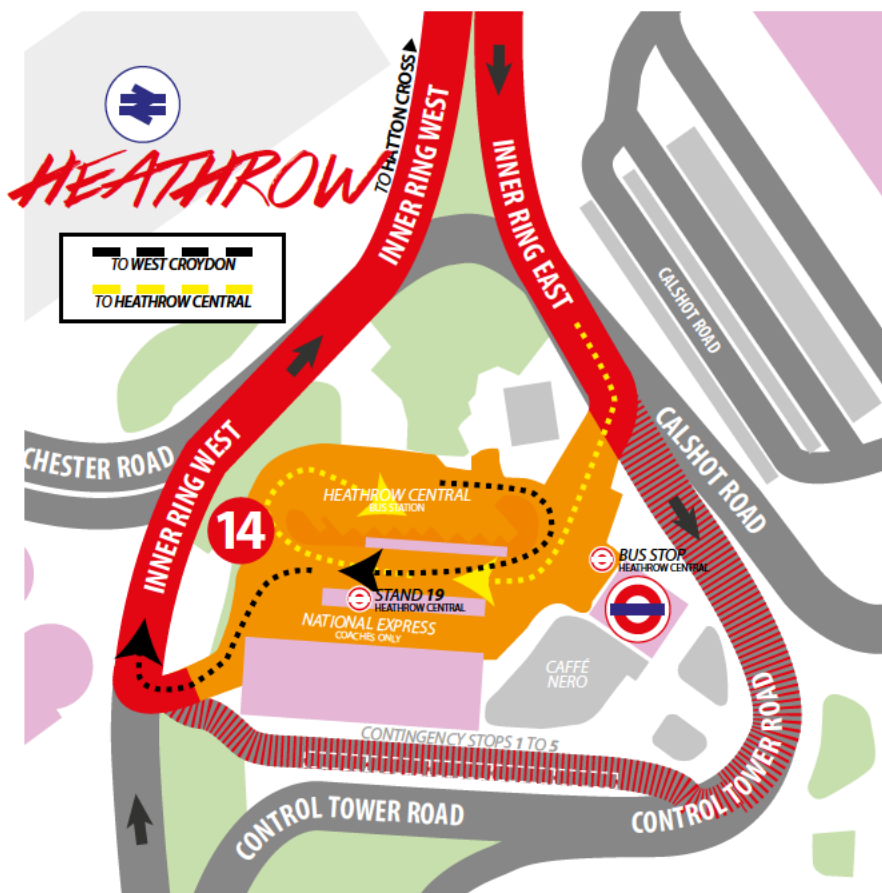 HEATHROW
TO WEST CROYDON
TO HEATHROW CENTRAL
TO HATTON CROSS
INNER RING WEST
INNER RING EAST
CALSHOT ROAD
CALSHOT ROAD
CHESTER ROAD
INNER RING WEST
14
HEATHROW CENTRAL
BUS STATION
BUS STOP
HEATHROW CENTRAL
STAND 19
HEATHROW CENTRAL
NATIONAL EXPRESS
COACHES ONLY
CAFFÉ
NERO
CONTINGENCY STOPS 1 TO 5
CONTROL TOWER ROAD
CONTROL TOWER ROAD